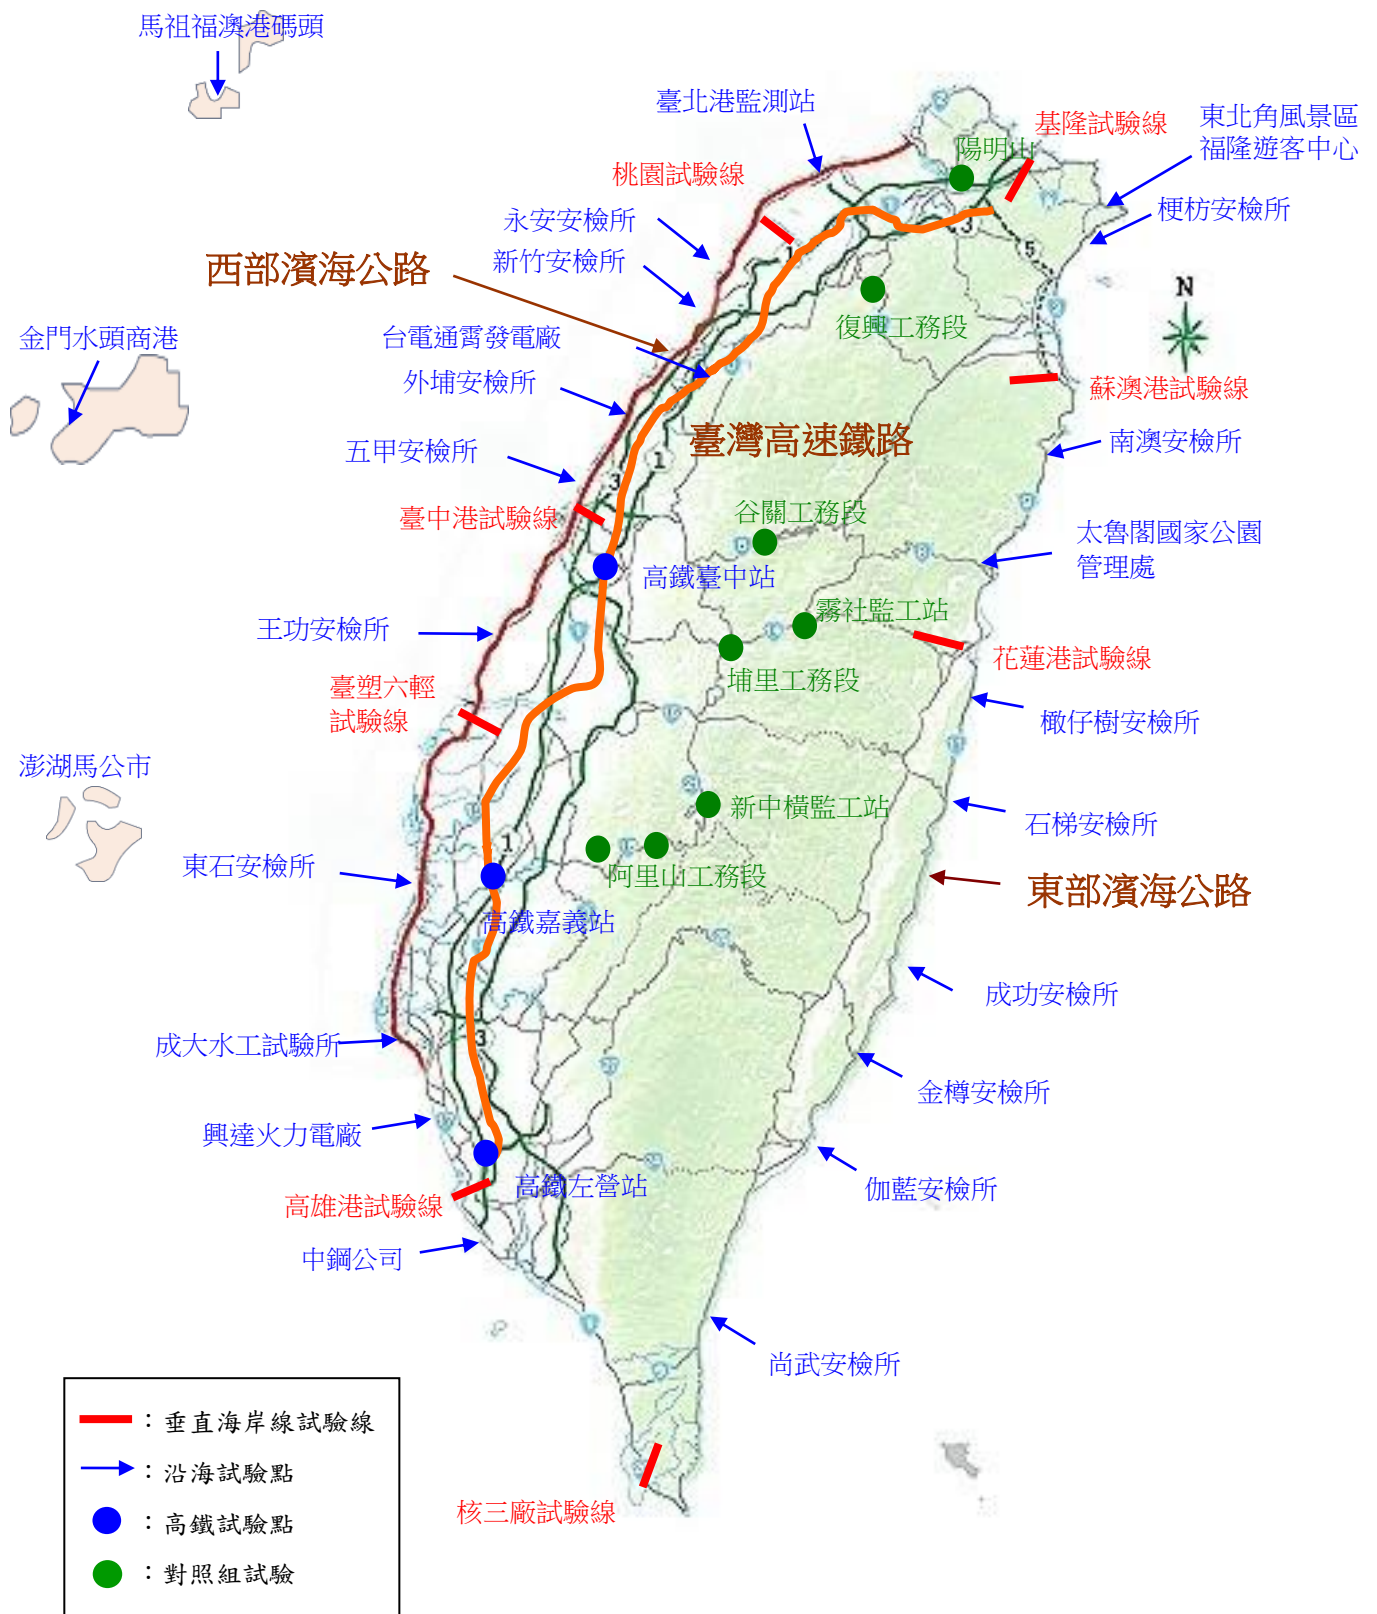 馬祖福澳港碼頭
臺北港監測站
基隆試驗線
東北角風景區
福隆遊客中心
陽明山
桃園試驗線
永安安檢所
梗枋安檢所
新竹安檢所
西部濱海公路
N
復興工務段
金門水頭商港
台電通霄發電廠
外埔安檢所
蘇澳港試驗線
臺灣高速鐵路
南澳安檢所
五甲安檢所
臺中港試驗線
谷關工務段
太魯閣國家公園
管理處
高鐵臺中站
霧社監工站
王功安檢所
花蓮港試驗線
埔里工務段
臺塑六輕
試驗線
橄仔樹安檢所
澎湖馬公市
新中橫監工站
石梯安檢所
東石安檢所
阿里山工務段
東部濱海公路
高鐵嘉義站
成功安檢所
成大水工試驗所
金樽安檢所
興達火力電廠
高鐵左營站
伽藍安檢所
高雄港試驗線
中鋼公司
尚武安檢所
核三廠試驗線
1
3
5
1
3
1
3
：垂直海岸線試驗線
：沿海試驗點
：高鐵試驗點
：對照組試驗